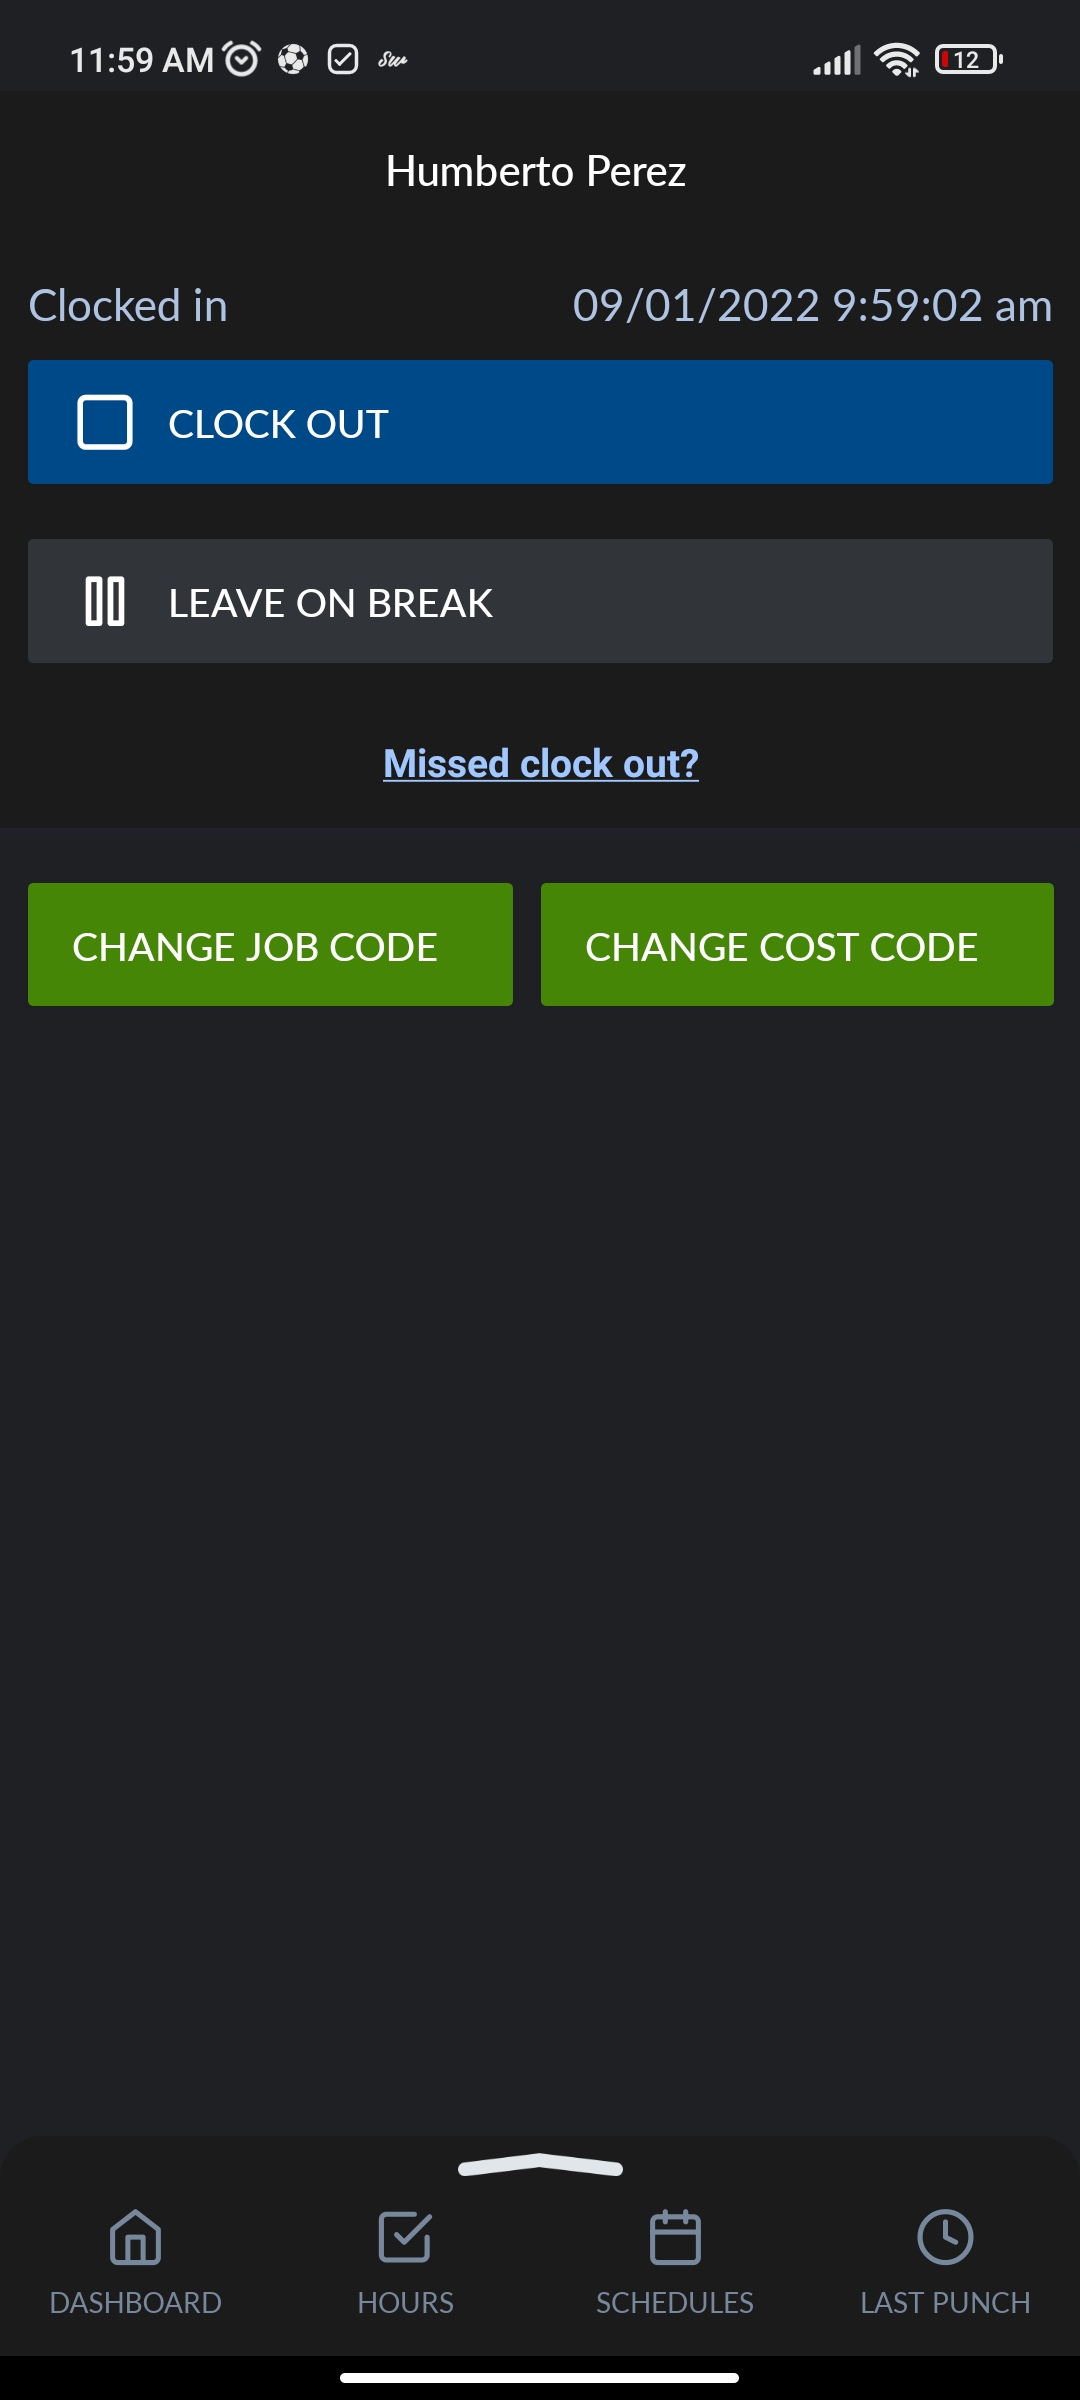 11:59 AM
12
Humberto Perez
Clocked in 09/01/2022 9:59:02 am
CLOCK OUT
LEAVE ON BREAK
Missed clock out?
CHANGE JOB CODE CHANGE COST CODE
DASHBOARD HOURS SCHEDULES LAST PUNCH